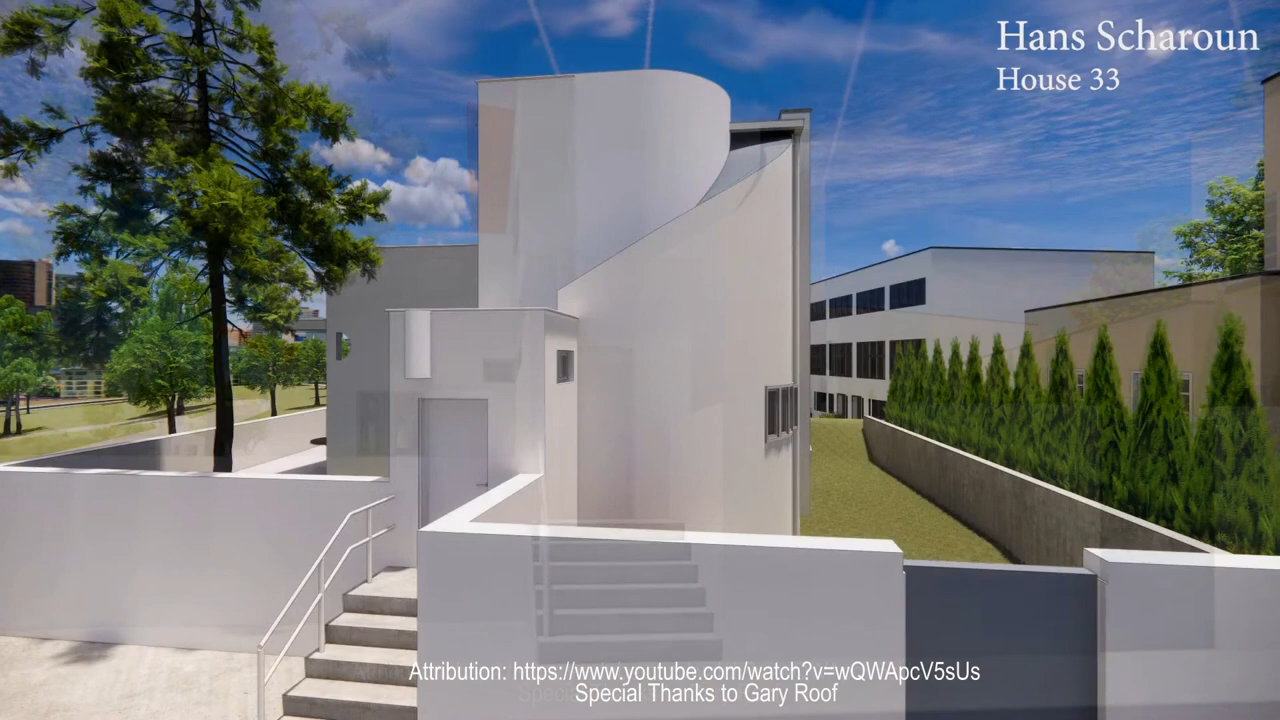 Hans Scharoun
House 33
Attribution: https://www.youtube.com/watch?v=wQWApcV5sUs
Special Thanks to Gary Roof